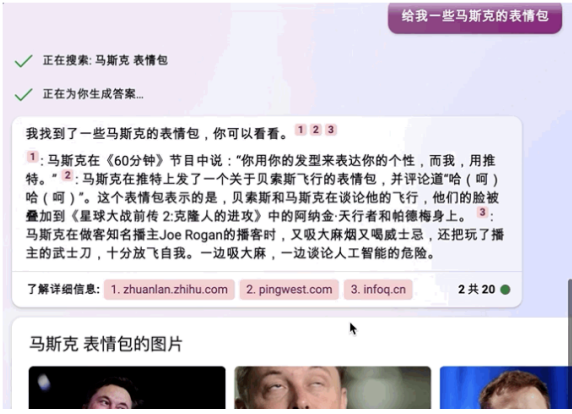 给我一些马斯克的表情包
正在搜索: 马斯克 表情包
正在为你生成答案...
我找到了一些马斯克的表情包，你可以看看。 1 2 3
1 : 马斯克在《60分钟》节目中说：“你用你的发型来表达你的个性，而我，用推
特。” 2 : 马斯克在推特上发了一个关于贝索斯飞行的表情包，并评论道“哈（呵）
哈（呵）”。这个表情包表示的是，贝索斯和马斯克在谈论他的飞行，他们的脸被
叠加到《星球大战前传 2:克隆人的进攻》中的阿纳金·天行者和帕德梅身上。 3 :
马斯克在做客知名播主Joe Rogan的播客时，又吸大麻烟又喝威士忌，还把玩了播
主的武士刀，十分放飞自我。一边吸大麻，一边谈论人工智能的危险。
了解详细信息: 1. zhuanlan.zhihu.com 2. pingwest.com 3. infoq.cn 2 共 20
马斯克 表情包的图片